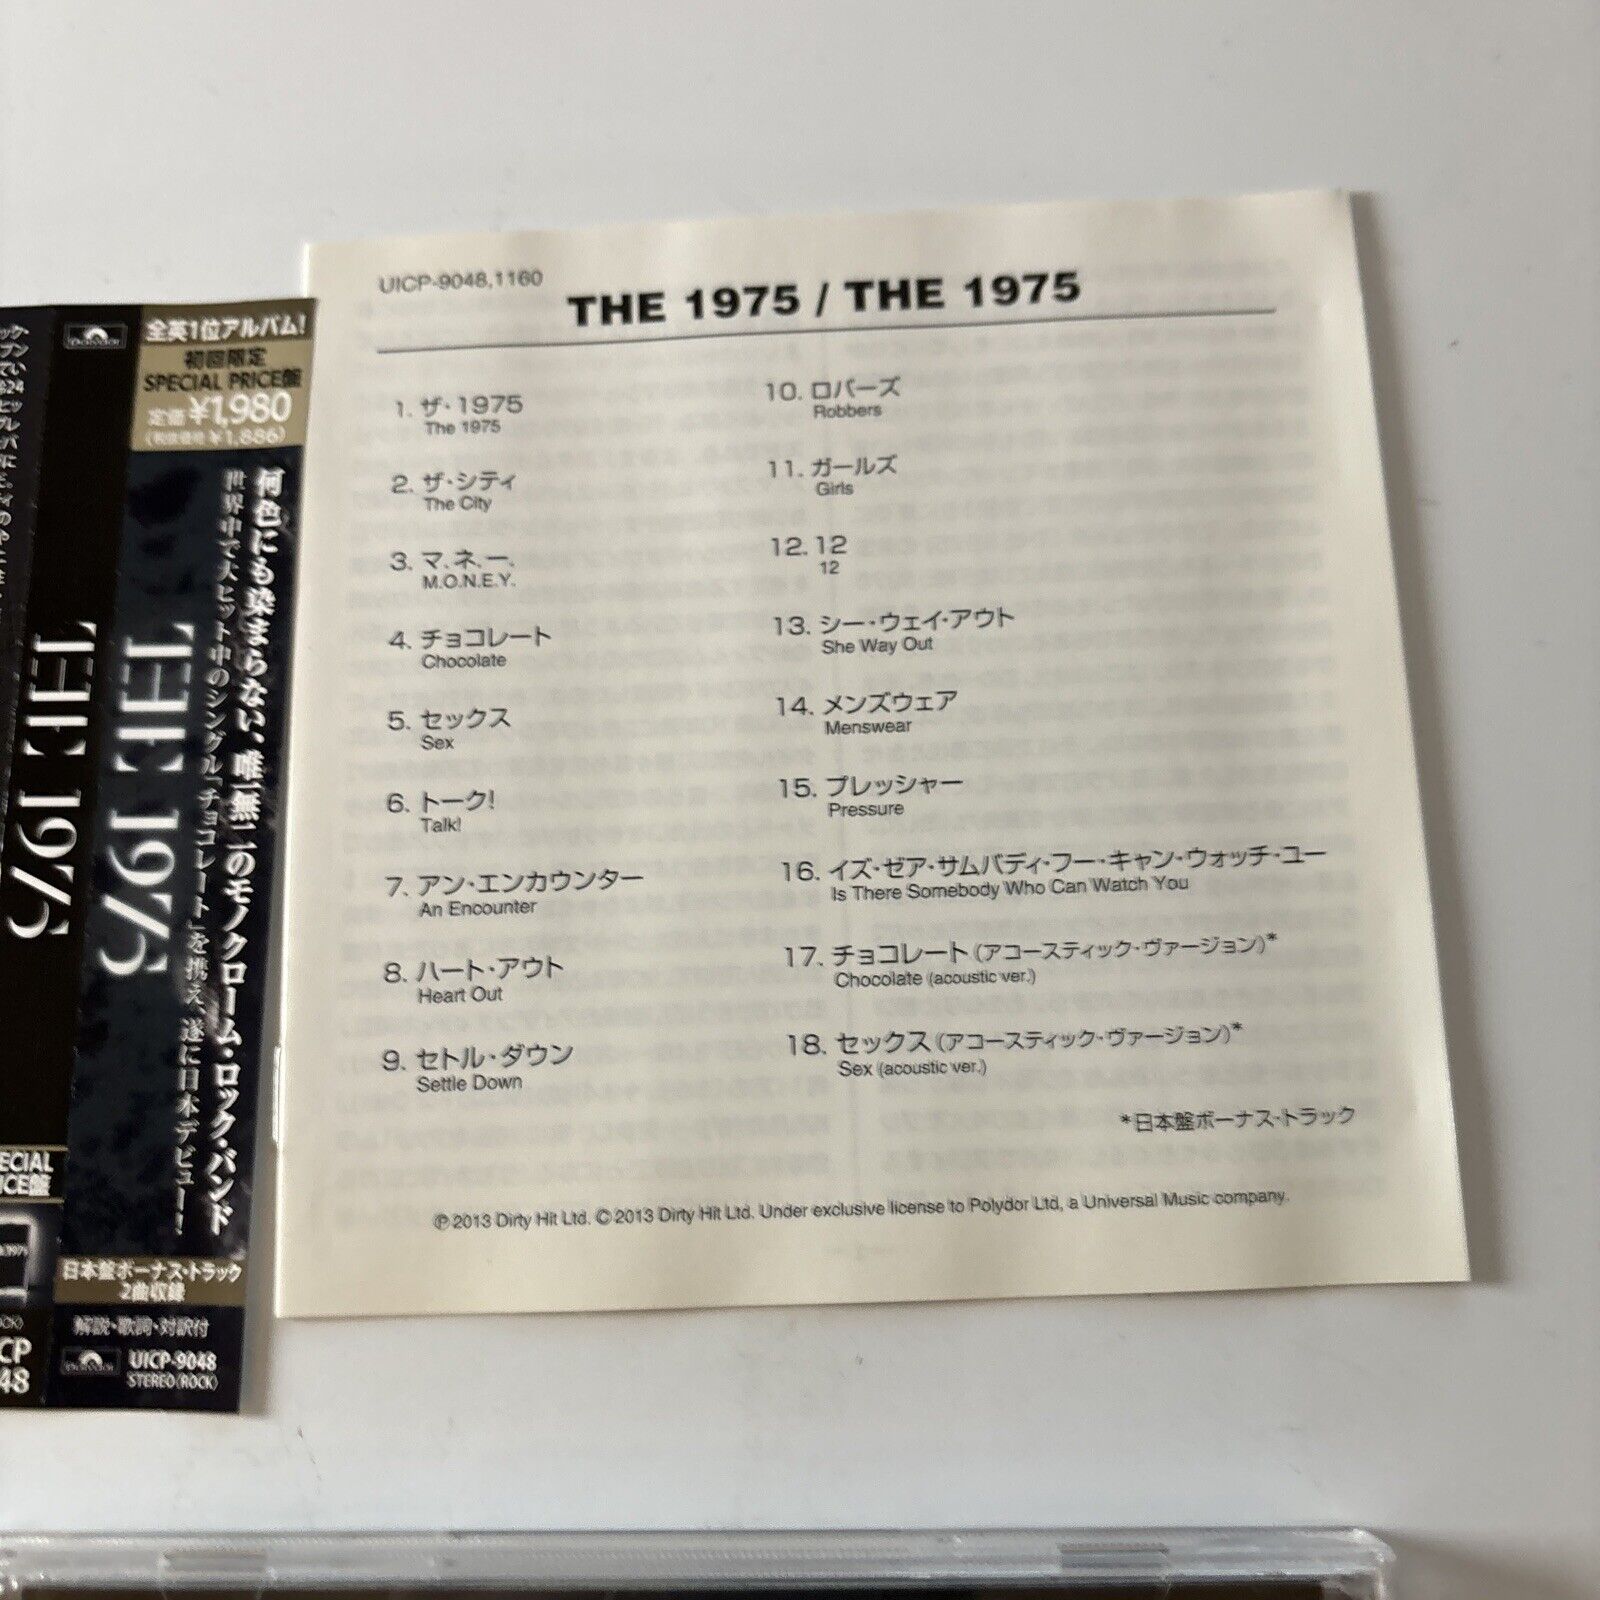 UICP-9048,1160
THE 1975 / THE 1975
1. ザ・1975
The 1975
2. ザ・シティ
The City
3. マ.ネ.ー.
M.O.N.E.Y.
4. チョコレート
Chocolate
5. セックス
Sex
6. トーク!
Talk!
7. アン・エンカウンター
An Encounter
8. ハート・アウト
Heart Out
9. セトル・ダウン
Settle Down
10. ロバーズ
Robbers
11. ガールズ
Girls
12. 12
12
13. シー・ウェイ・アウト
She Way Out
14. メンズウェア
Menswear
15. プレッシャー
Pressure
16. イズ・ゼア・サムバディ・フー・キャン・ウォッチ・ユー
Is There Somebody Who Can Watch You
17. チョコレート(アコースティック・ヴァージョン)*
Chocolate (acoustic ver.)
18. セックス(アコースティック・ヴァージョン)*
Sex (acoustic ver.)
*日本盤ボーナス・トラック
℗ 2013 Dirty Hit Ltd. © 2013 Dirty Hit Ltd. Under exclusive license to Polydor Ltd, a Universal Music company.
全英1位アルバム!
初回限定
SPECIAL PRICE盤
定価 ¥1,980
(税抜価格 ¥1,886)
何色にも染まらない、唯一無二のモノクローム・ロック・バンド
世界中で大ヒット中のシングル「チョコレート」を携え、遂に日本デビュー!
THE 1975
THE 1975
日本盤ボーナス・トラック
2曲収録
解説・歌詞・対訳付
polydor
UICP-9048
STEREO (ROCK)